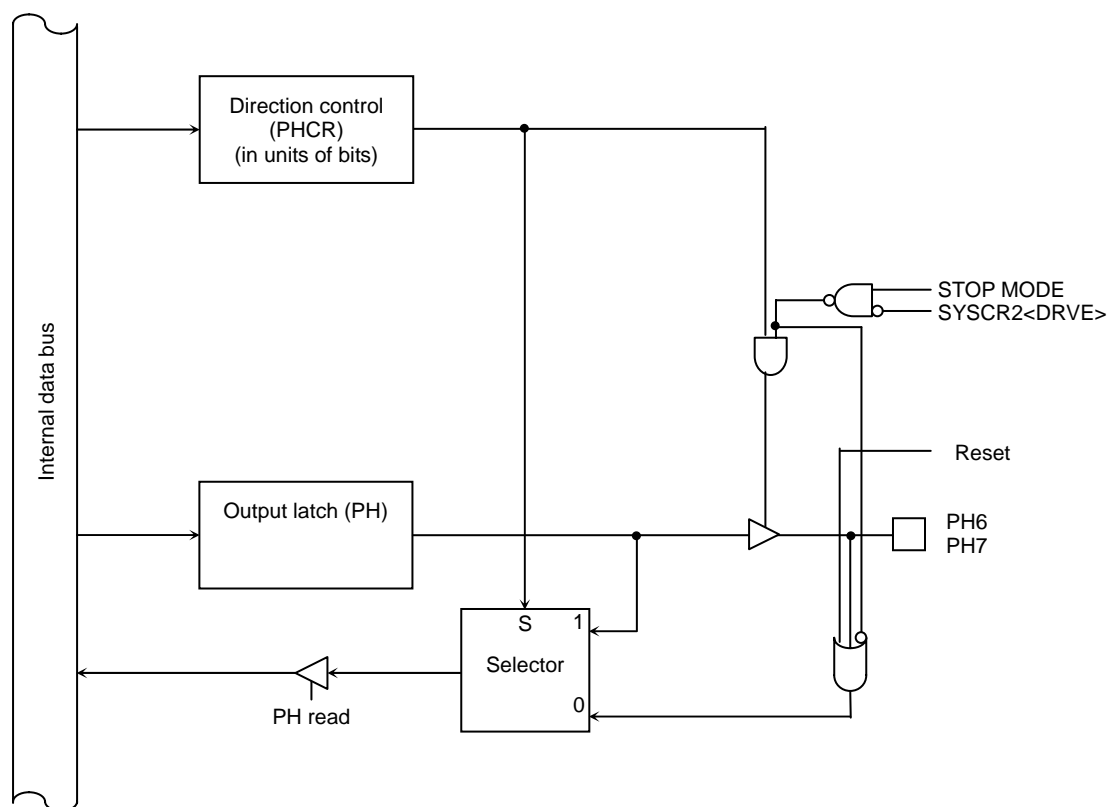 Direction control
(PHCR)
(in units of bits)
STOP MODE
SYSCR2<DRVE>
Internal data bus
Reset
Output latch (PH)
PH6
PH7
S
1
Selector
0
PH read